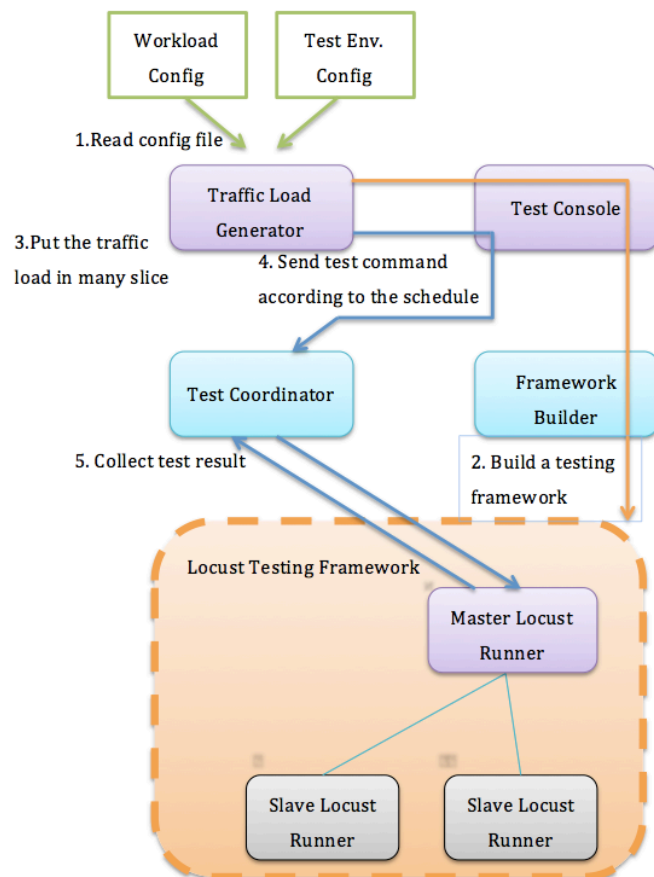 Workload
Config
Test Env.
Config
1.Read config file
Traffic Load
Generator
Test Console
3.Put the traffic
load in many slice
4. Send test command
according to the schedule
Test Coordinator
Framework
Builder
5. Collect test result
2. Build a testing
framework
Locust Testing Framework
Master Locust
Runner
Slave Locust
Runner
Slave Locust
Runner